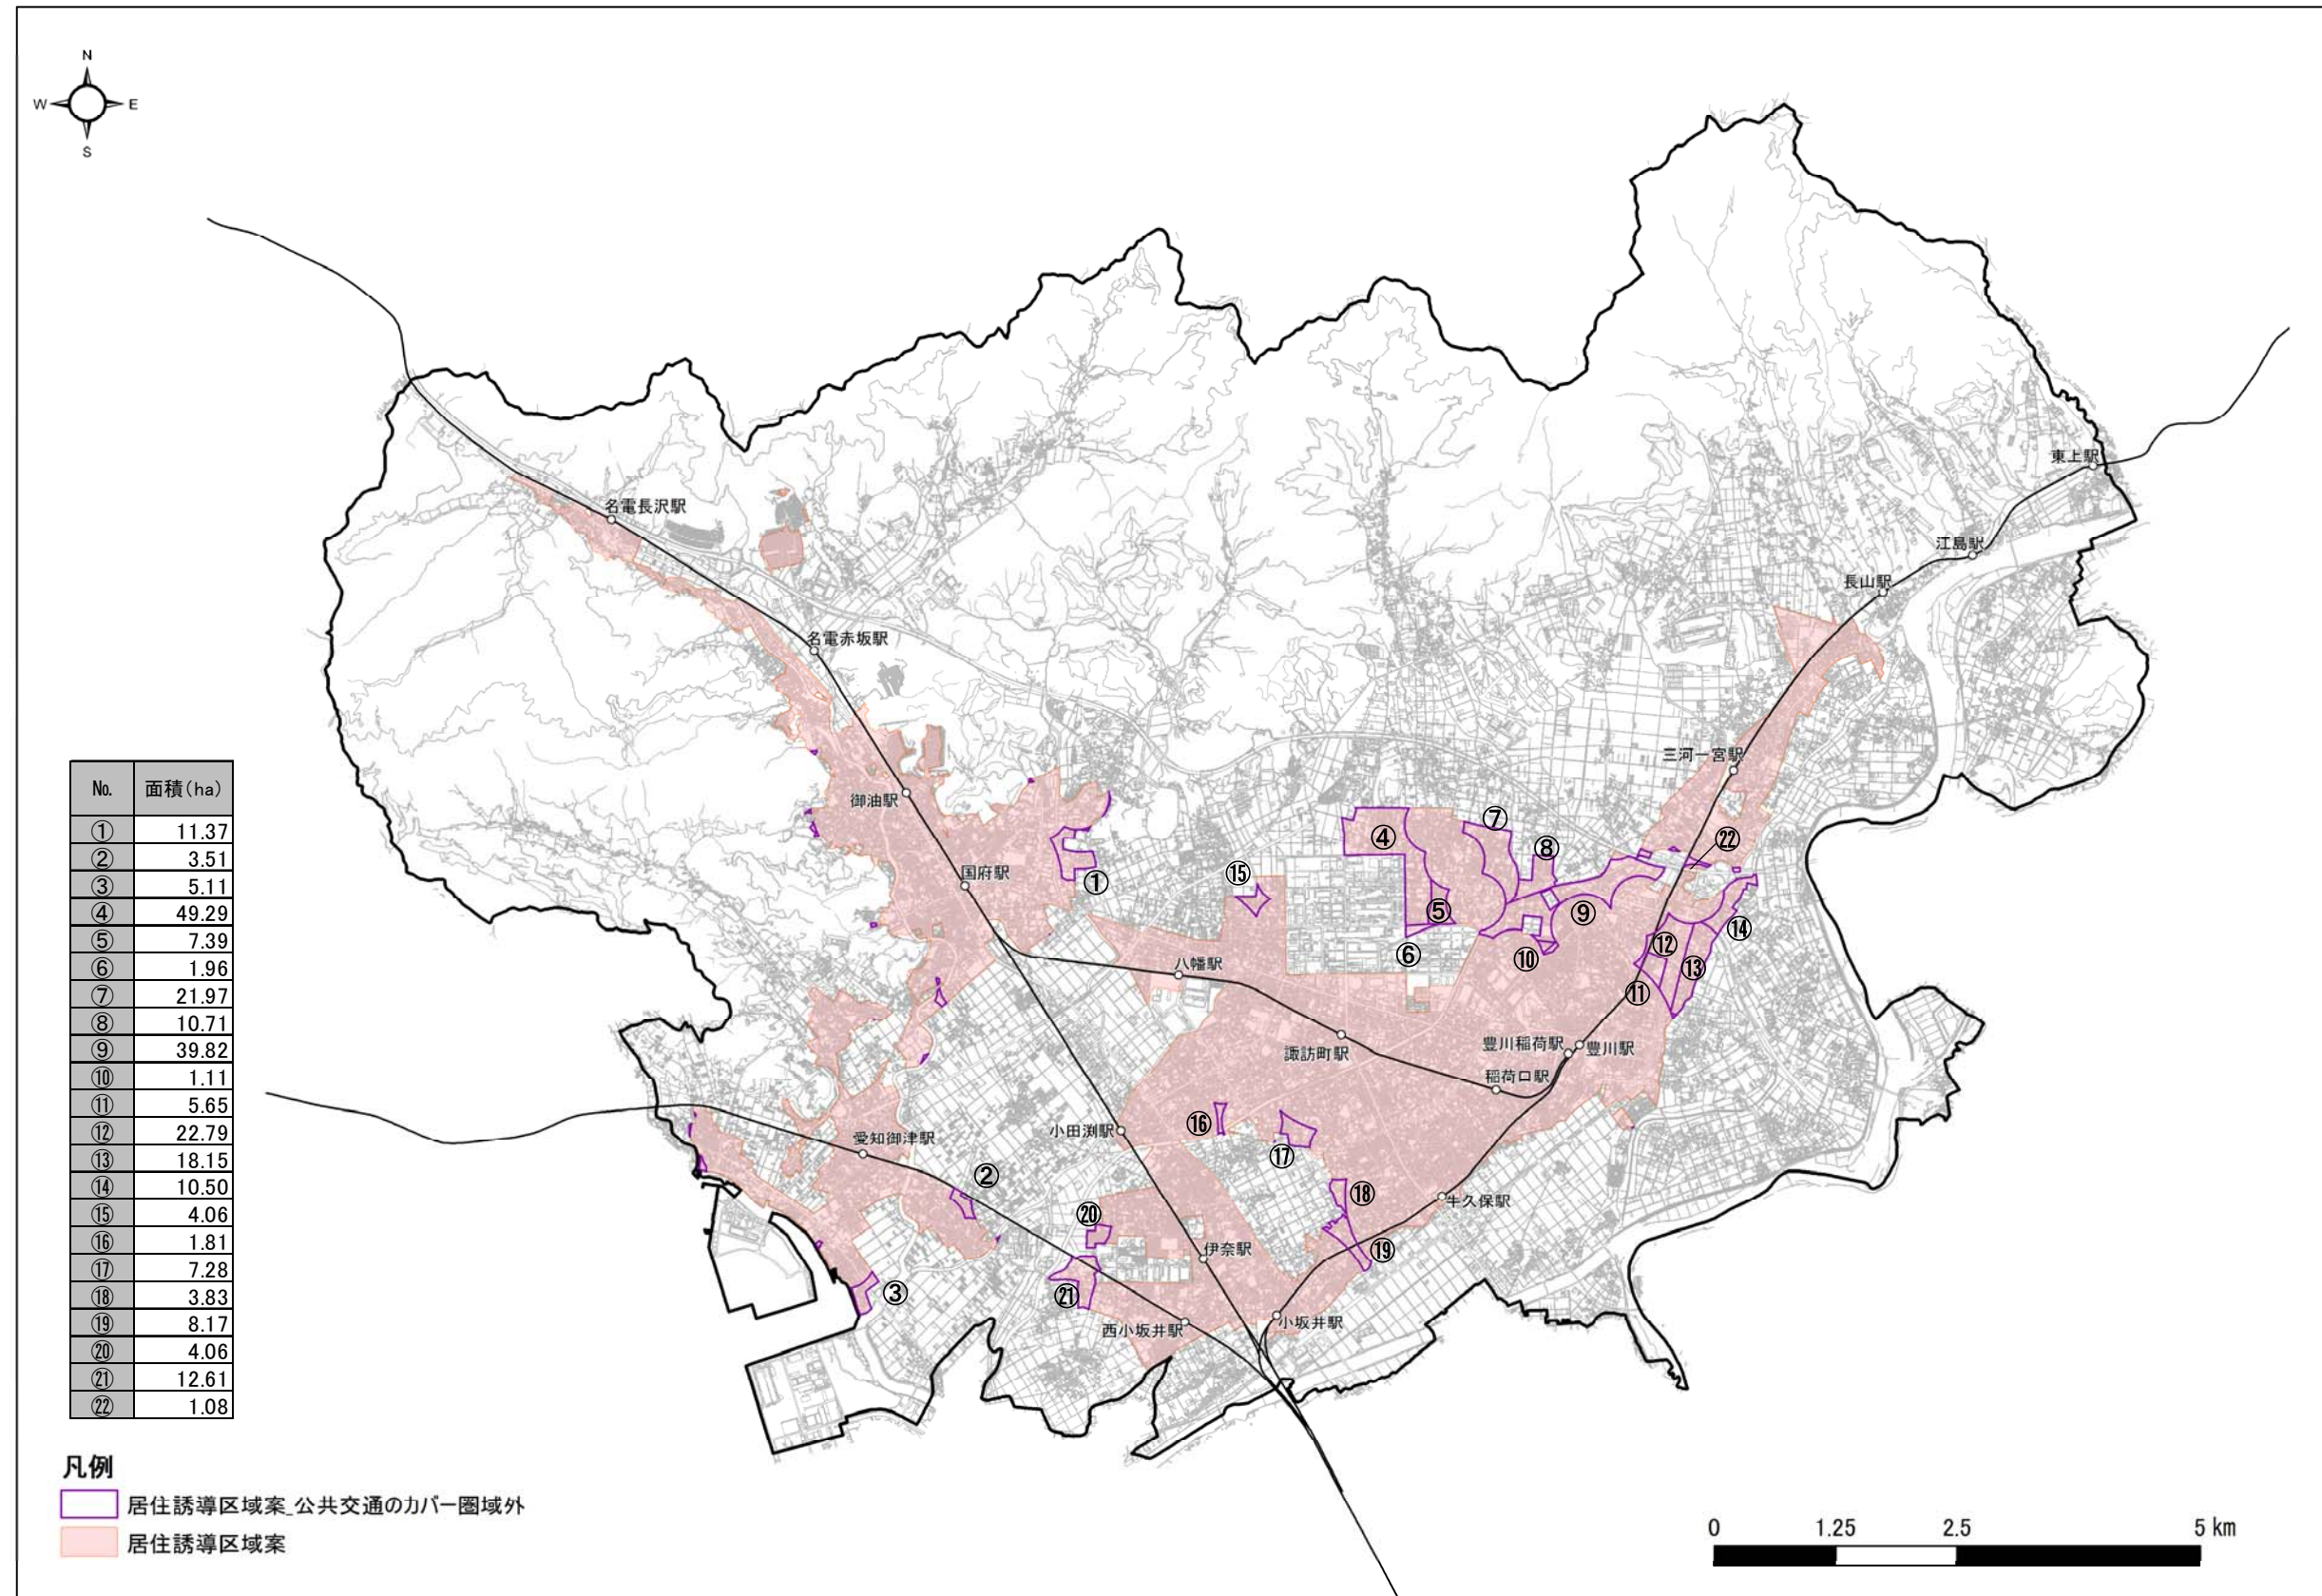 N
W E
S
東上駅
名電長沢駅
江島駅
長山駅
名電赤坂駅
三河一宮駅
御油駅
国府駅
八幡駅
諏訪町駅
豊川稲荷駅
豊川駅
稲荷口駅
小田渕駅
愛知御津駅
牛久保駅
伊奈駅
西小坂井駅
小坂井駅
④
⑦
⑧
㉒
⑮
①
⑤
⑨
⑭
⑥
⑩
⑫
⑬
⑪
⑯
⑰
②
⑱
⑳
⑲
③
㉑
№ 面積(ha)
① 11.37
② 3.51
③ 5.11
④ 49.29
⑤ 7.39
⑥ 1.96
⑦ 21.97
⑧ 10.71
⑨ 39.82
⑩ 1.11
⑪ 5.65
⑫ 22.79
⑬ 18.15
⑭ 10.50
⑮ 4.06
⑯ 1.81
⑰ 7.28
⑱ 3.83
⑲ 8.17
⑳ 4.06
㉑ 12.61
㉒ 1.08
凡例
居住誘導区域案_公共交通のカバー圏域外
居住誘導区域案
0 1.25 2.5 5 km